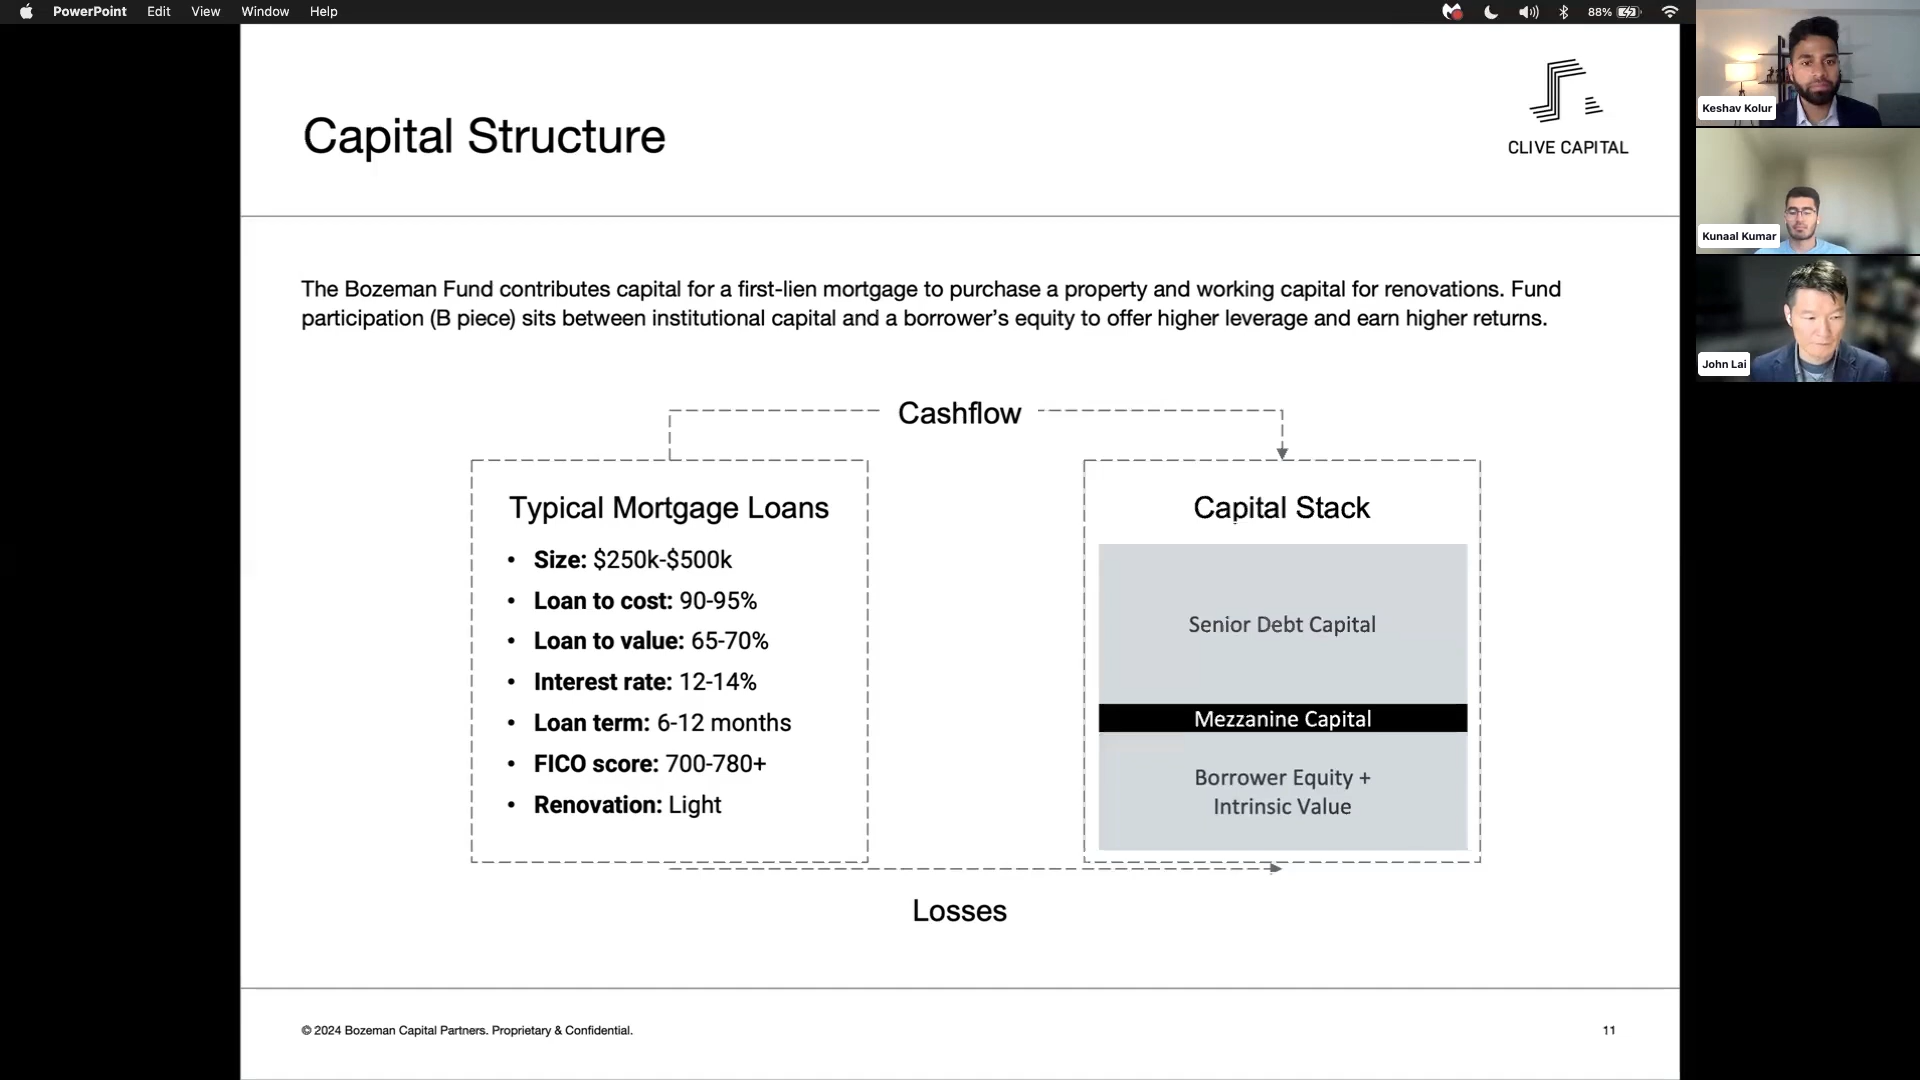 PowerPoint Edit View Window Help
88%
Capital Structure
CLIVE CAPITAL
Keshav Kolur
Kunaal Kumar
John Lai
The Bozeman Fund contributes capital for a first-lien mortgage to purchase a property and working capital for renovations. Fund
participation (B piece) sits between institutional capital and a borrower’s equity to offer higher leverage and earn higher returns.
Cashflow
Typical Mortgage Loans
• Size: $250k-$500k
• Loan to cost: 90-95%
• Loan to value: 65-70%
• Interest rate: 12-14%
• Loan term: 6-12 months
• FICO score: 700-780+
• Renovation: Light
Capital Stack
Senior Debt Capital
Mezzanine Capital
Borrower Equity +
Intrinsic Value
Losses
© 2024 Bozeman Capital Partners. Proprietary & Confidential.
11